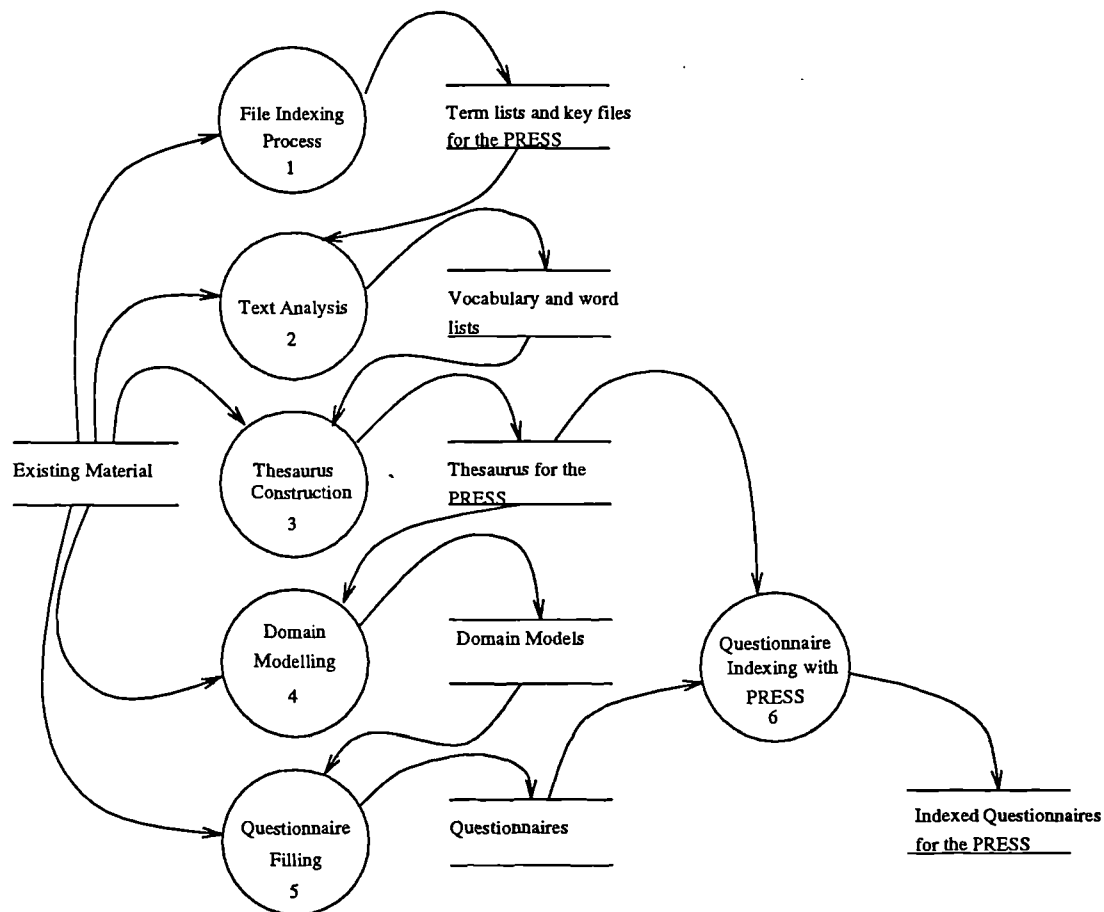 File Indexing
Process
1
Term lists and key files
for the PRESS
Text Analysis
2
Vocabulary and word
lists
Existing Material
Thesaurus
Construction
3
Thesaurus for the
PRESS
Domain
Modelling
4
Domain Models
Questionnaire
Indexing with
PRESS
6
Questionnaire
Filling
5
Questionnaires
Indexed Questionnaires
for the PRESS